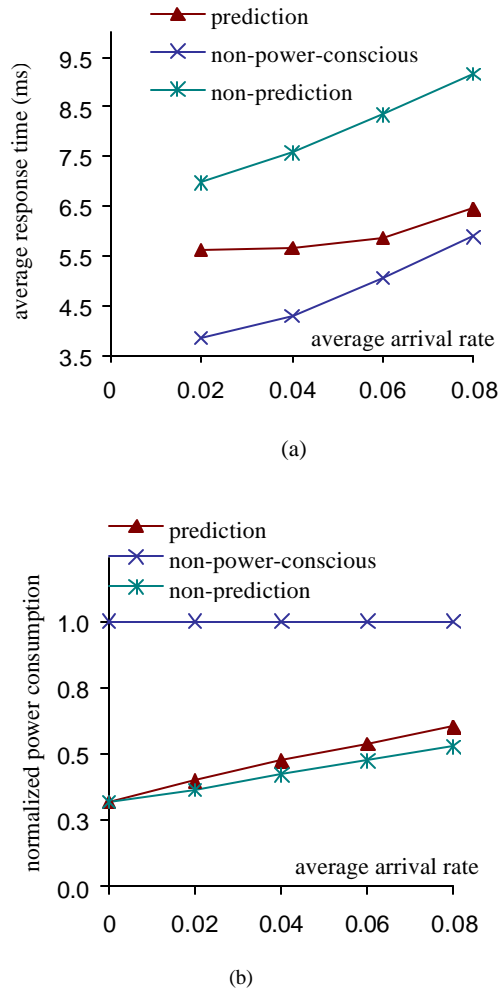 prediction
non-power-conscious
non-prediction
average response time (ms)
9.5
8.5
7.5
6.5
5.5
4.5
3.5
average arrival rate
0 0.02 0.04 0.06 0.08
(a)
prediction
non-power-conscious
non-prediction
normalized power consumption
1.0
0.8
0.5
0.3
0.0
average arrival rate
0 0.02 0.04 0.06 0.08
(b)